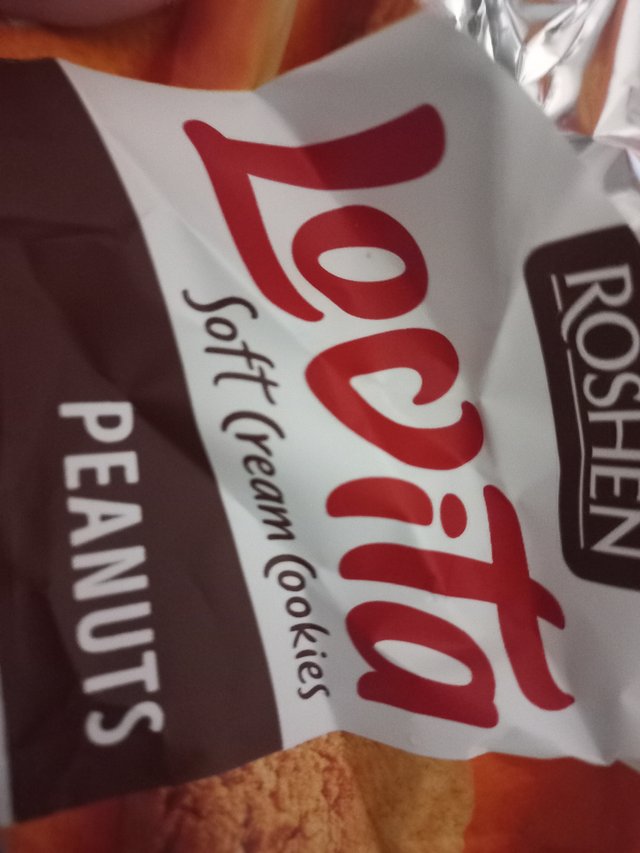 ROSHEN
Lovita
Soft Cream Cookies
PEANUTS